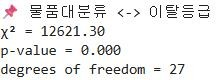 📌 물품대분류 <-> 이탈등급
χ² = 12621.30
p-value = 0.000
degrees of freedom = 27